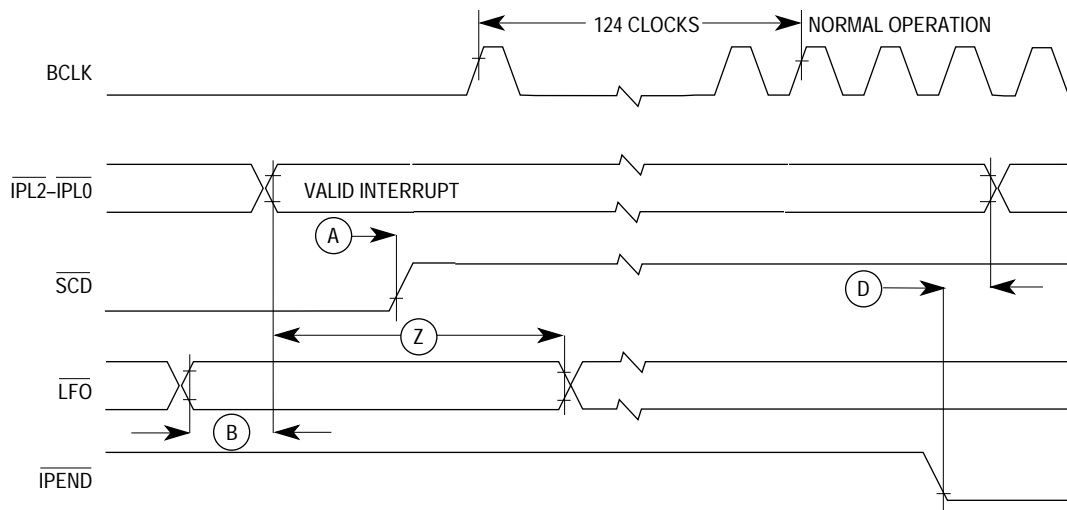 124 CLOCKS NORMAL OPERATION
BCLK
IPL2–IPL0 VALID INTERRUPT
A
SCD
D
Z
LFO
B
IPEND